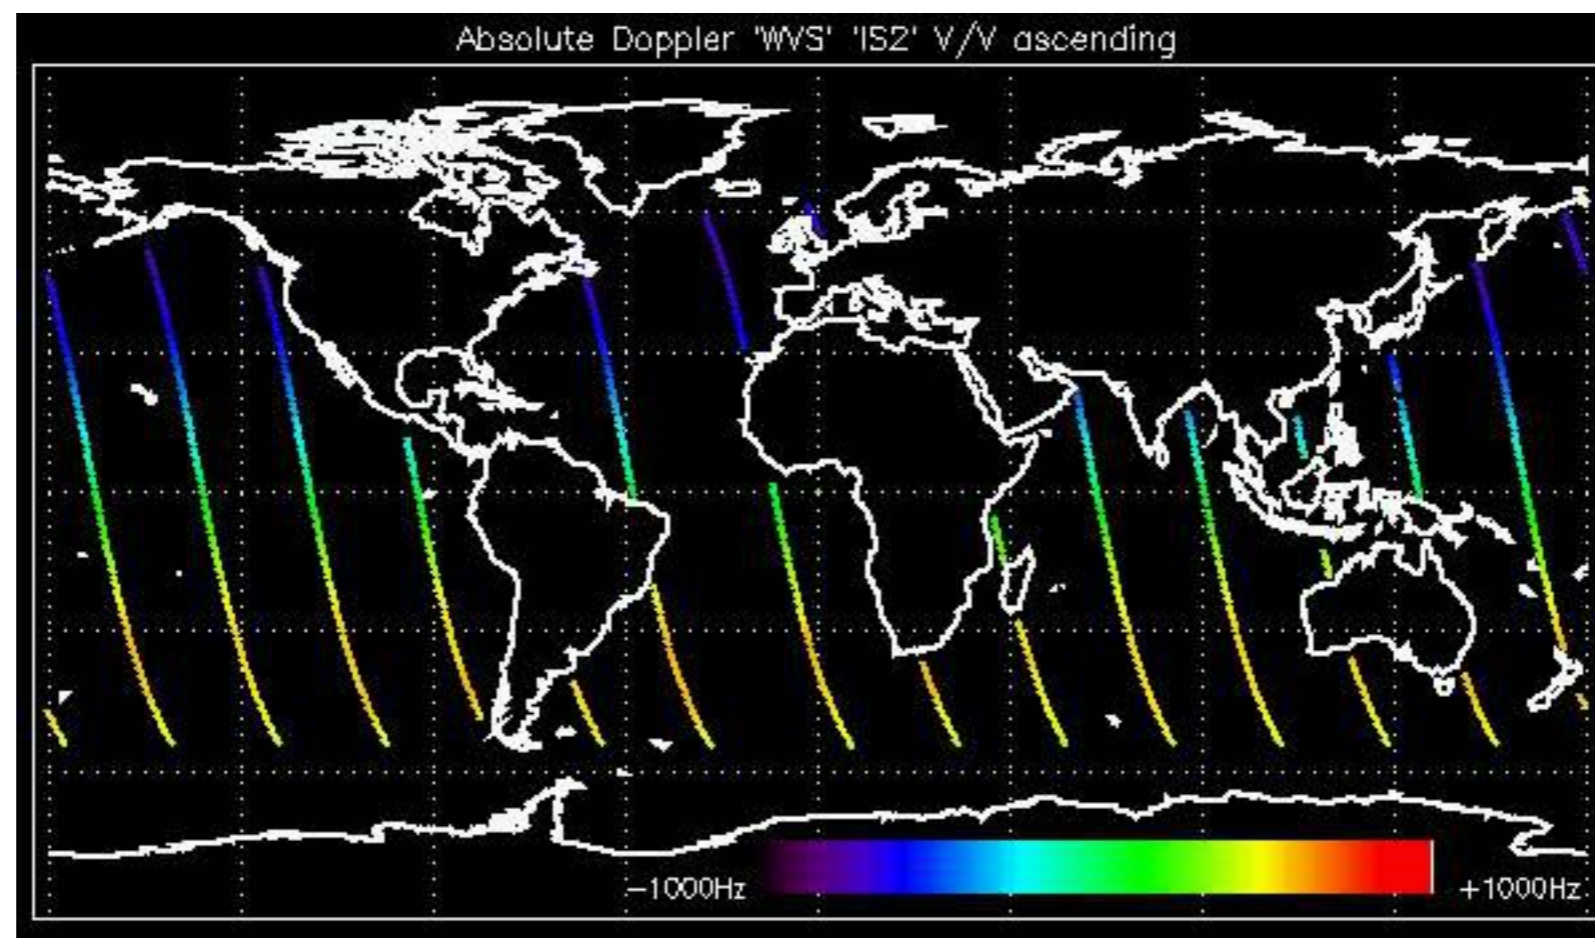 Absolute Doppler 'WVS' 'IS2' V/V ascending
−1000Hz +1000Hz